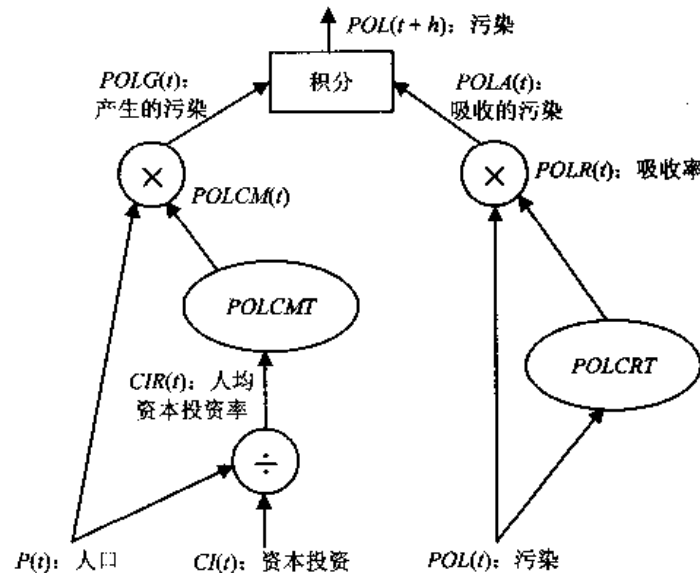 POL(t + h)：污染
POLG(t)：
产生的污染
积分
POLA(t)：
吸收的污染
×
×
POLR(t)：吸收率
POLCM(t)
POLCMT
POLCRT
CIR(t)：人均
资本投资率
÷
P(t)：人口
CI(t)：资本投资
POL(t)：污染